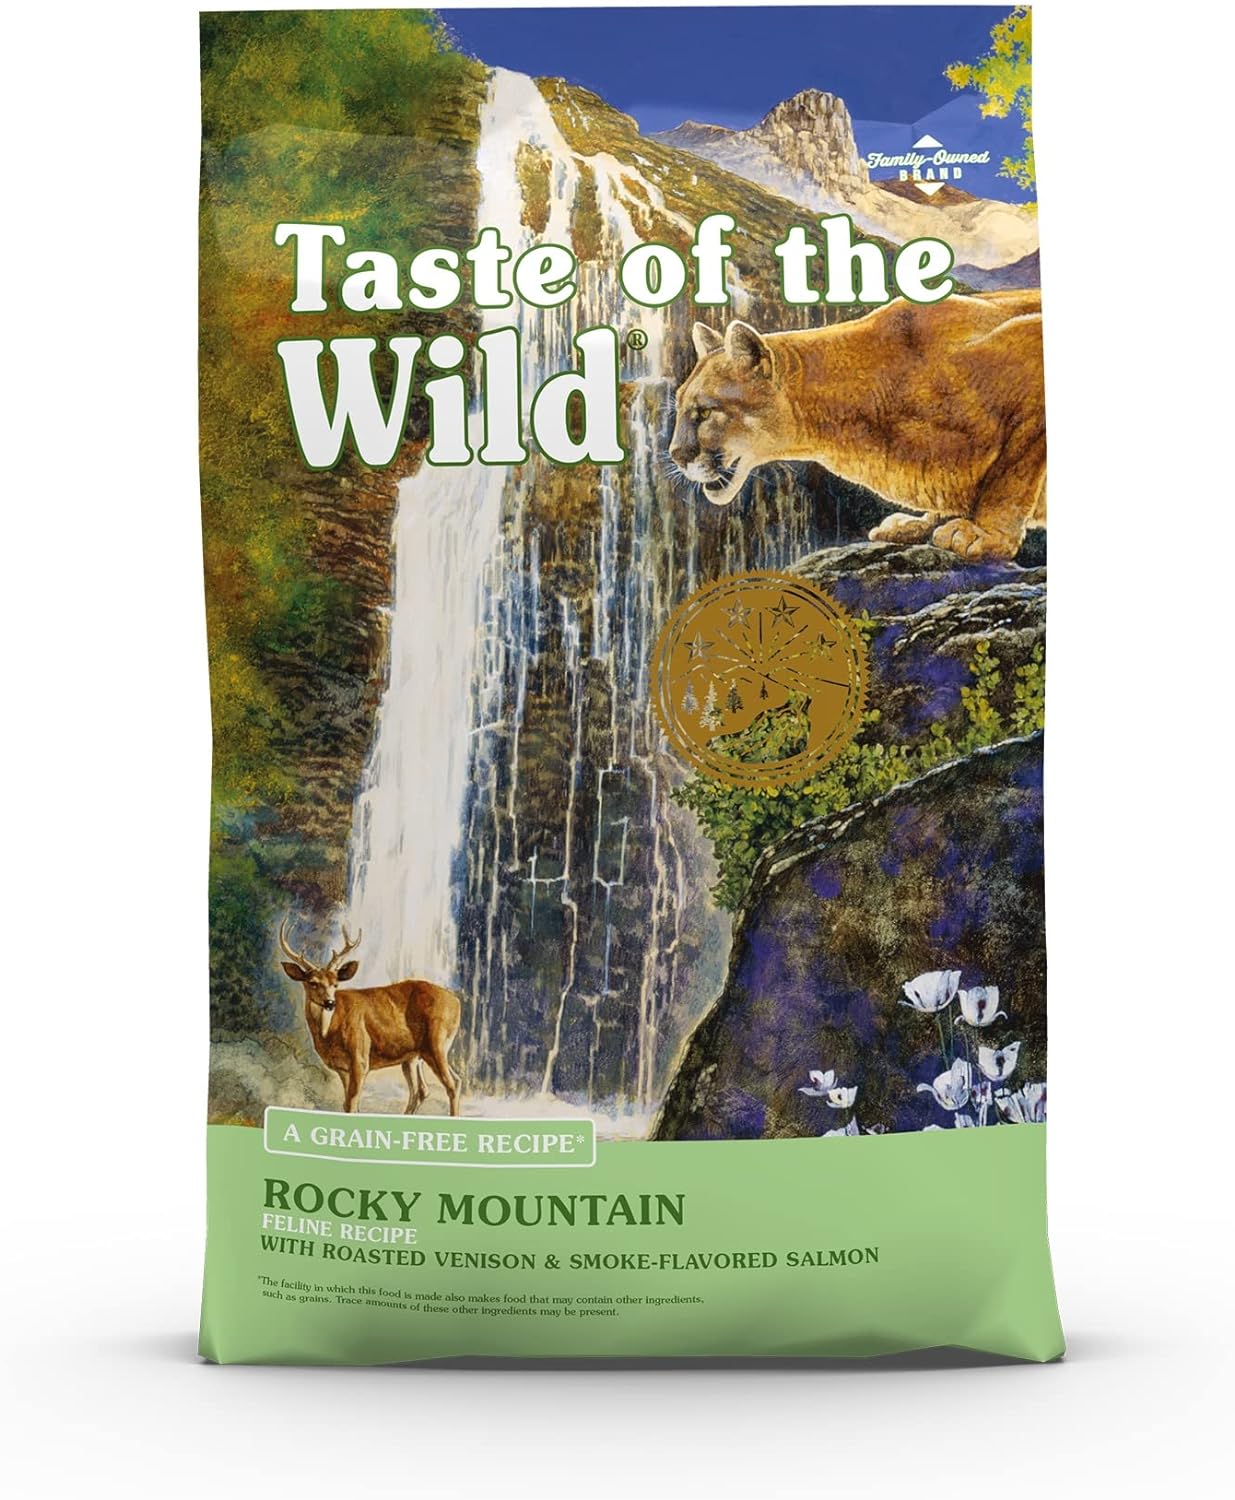 Family-Owned
BRAND
Taste of the
Wild®
A GRAIN-FREE RECIPE*
ROCKY MOUNTAIN
FELINE RECIPE
WITH ROASTED VENISON & SMOKE-FLAVORED SALMON
*The facility in which this food is made also makes food that may contain other ingredients,
such as grains. Trace amounts of these other ingredients may be present.